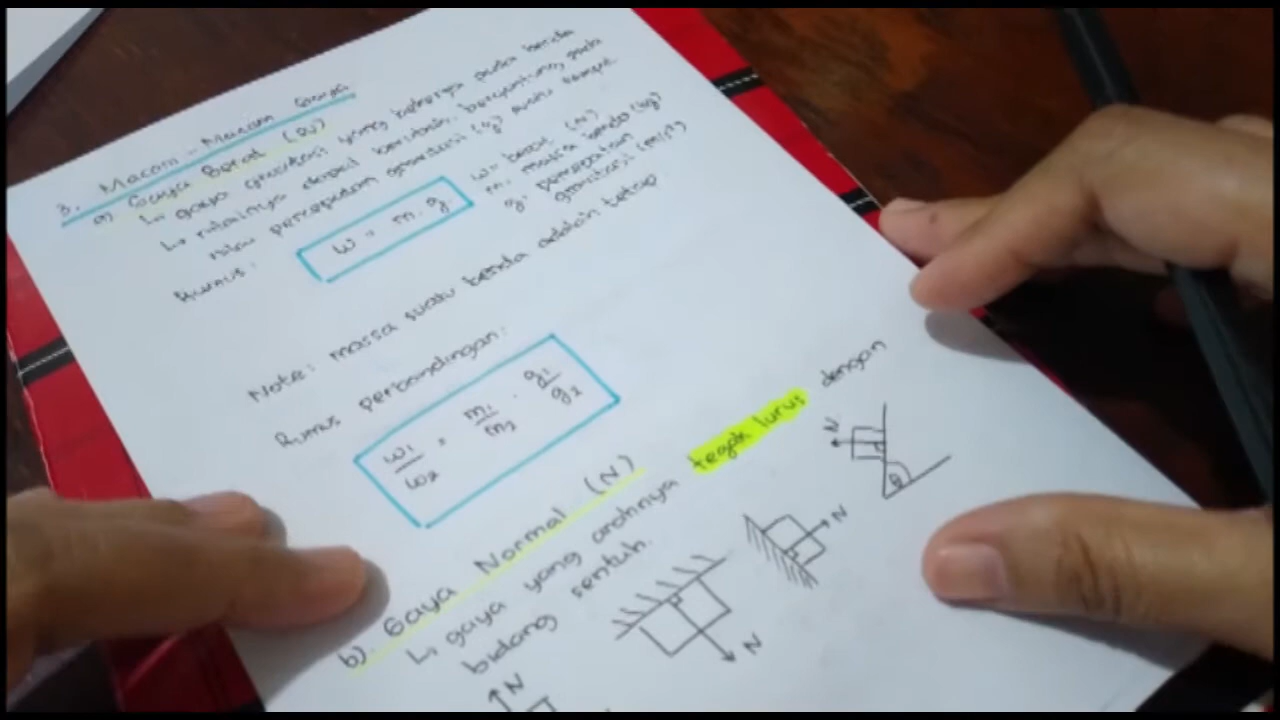 3. Macam - Macam Gaya
a) Gaya Berat (W)
↳ gaya gravitasi yang bekerja pada benda
↳ nilainya dapat berubah, bergantung pada
nilai percepatan gravitasi (g) suatu tempat.
Rumus:
W = m . g.
W = berat (N)
m: massa benda (kg)
g: percepatan
gravitasi (m/s²)
Note: massa suatu benda adalah tetap.
Rumus perbandingan:
W₁/W₂ = m₁/m₂ . g₁/g₂
b). Gaya Normal (N)
↳ gaya yang arahnya tegak lurus dengan
bidang sentuh.
N
N
N
N
θ